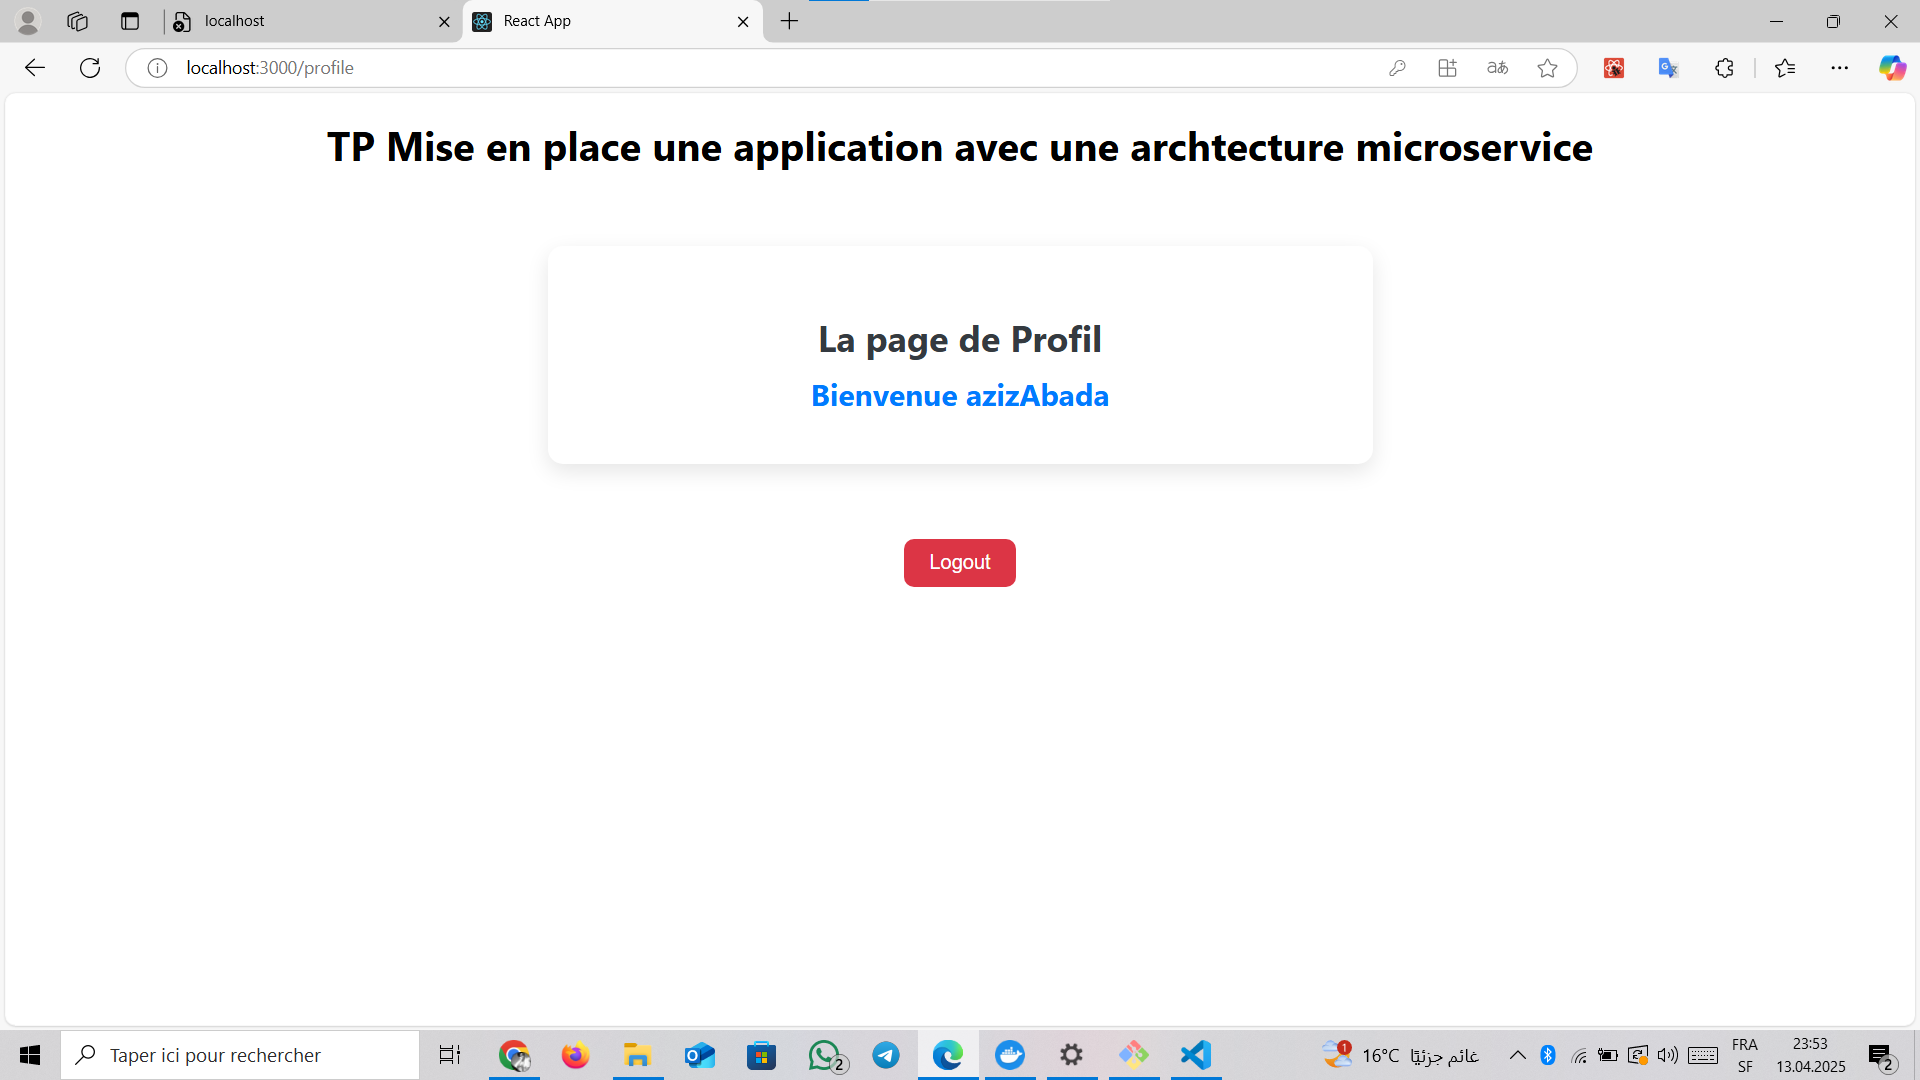 localhost
React App
localhost:3000/profile
TP Mise en place une application avec une archtecture microservice
La page de Profil
Bienvenue azizAbada
Logout
Taper ici pour rechercher
2
1
16°C غائم جزئيًا
FRA
SF
23:53
13.04.2025
2